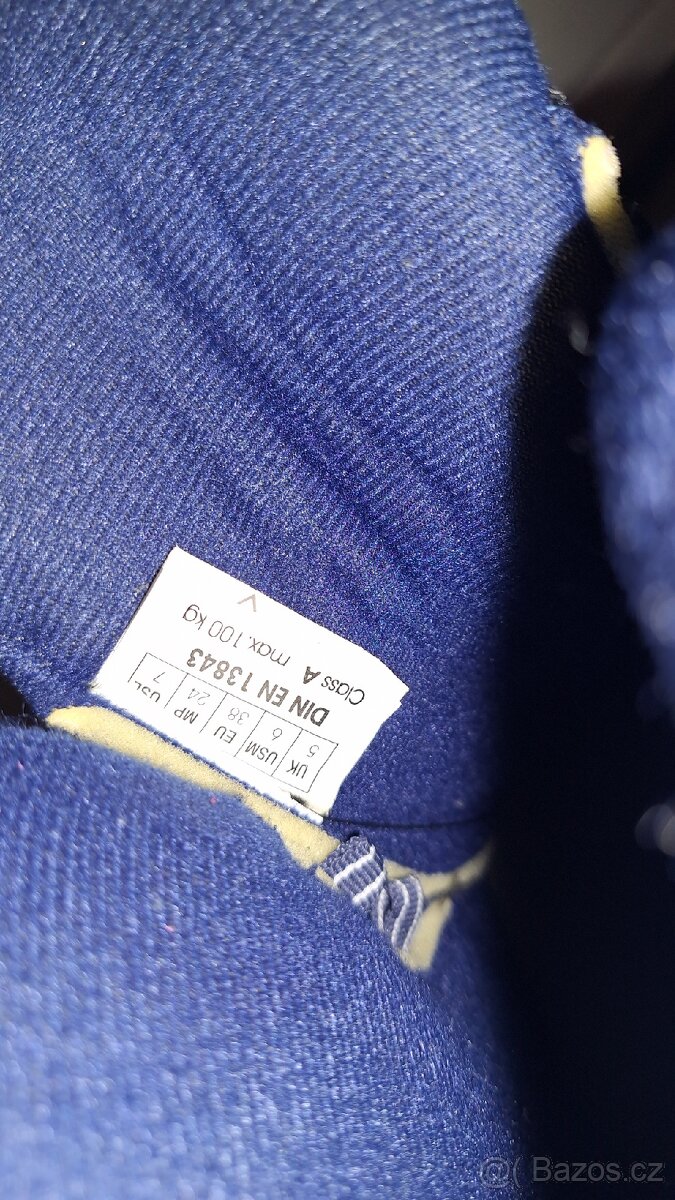 UK USM EU MP USL
5 6 38 24 7
DIN EN 13843
Class A max. 100 kg
@( Bazos.cz